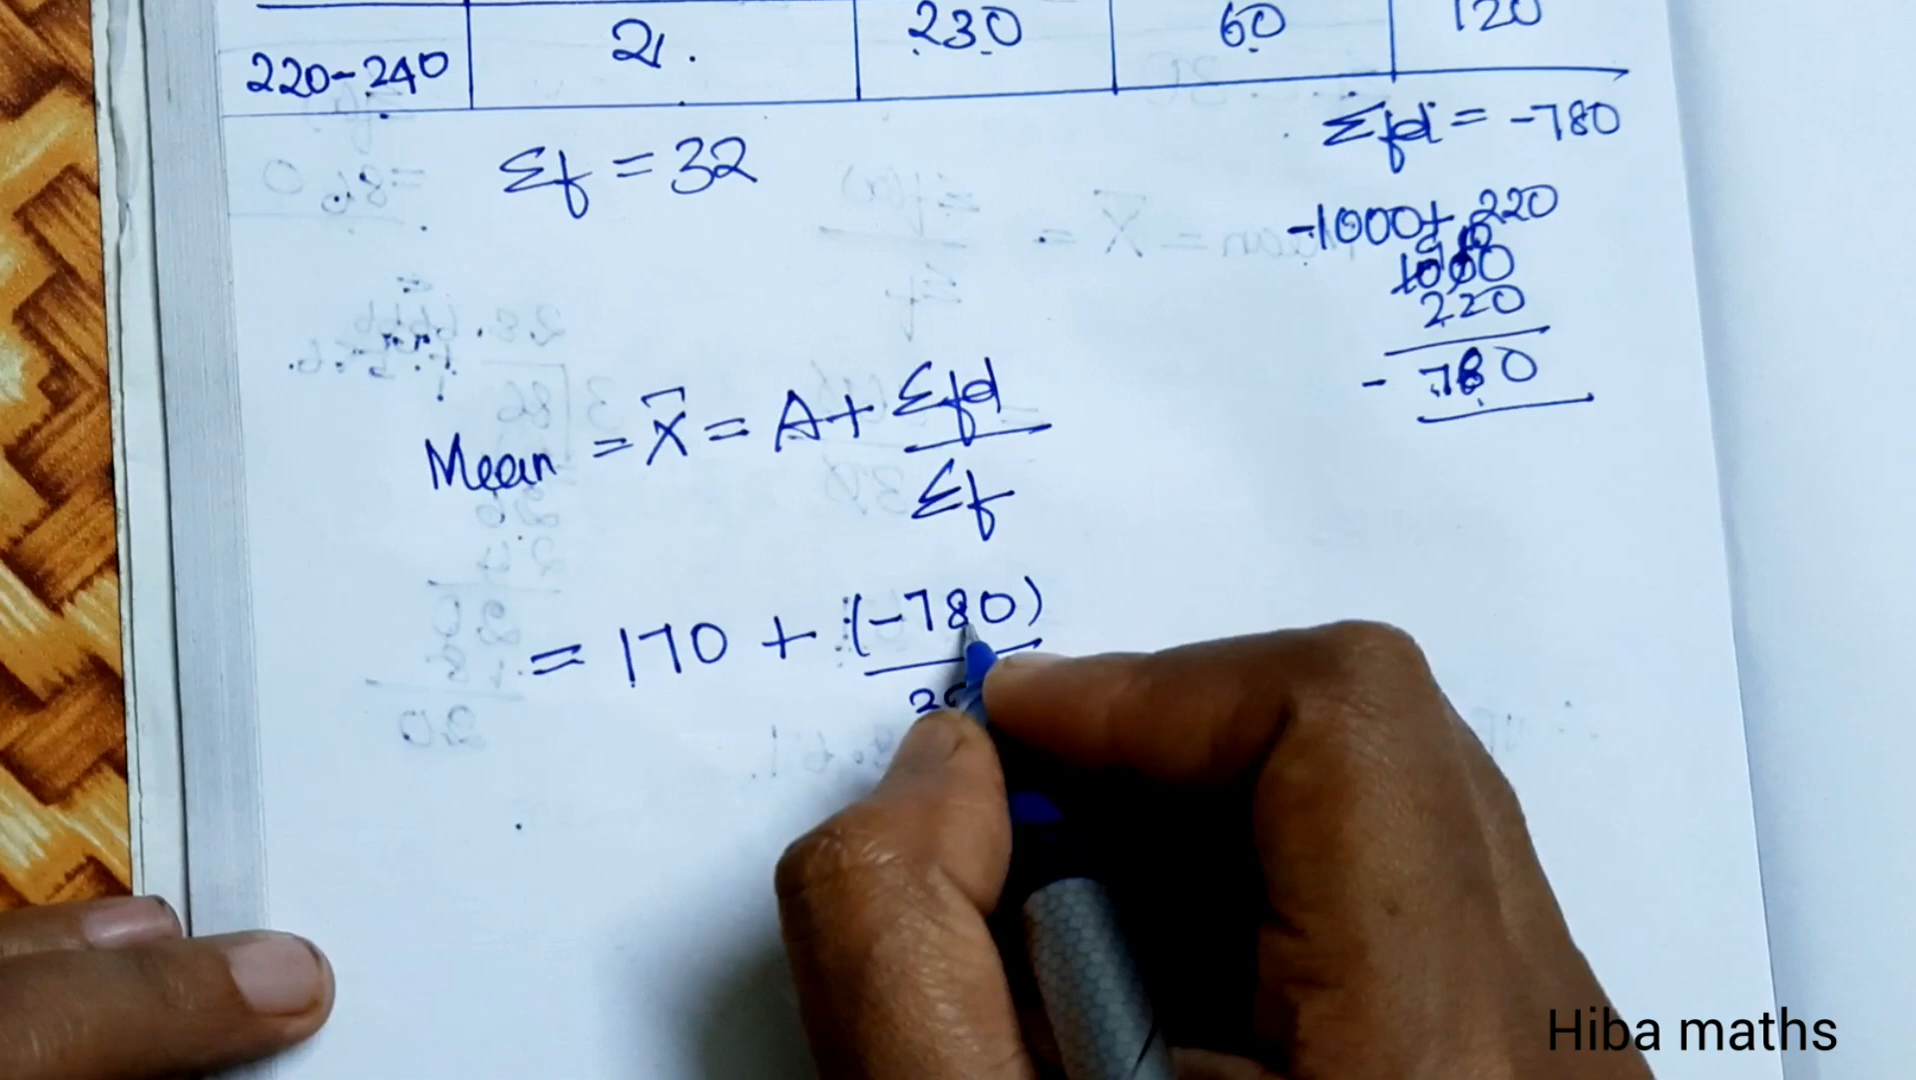 220-240 2. 230 60 120
Σf = 32
Σfd = -780
-1000+ 220
1000
220
- 780
Mean = X̄ = A + Σfd / Σf
= 170 + (-780)
Hiba maths